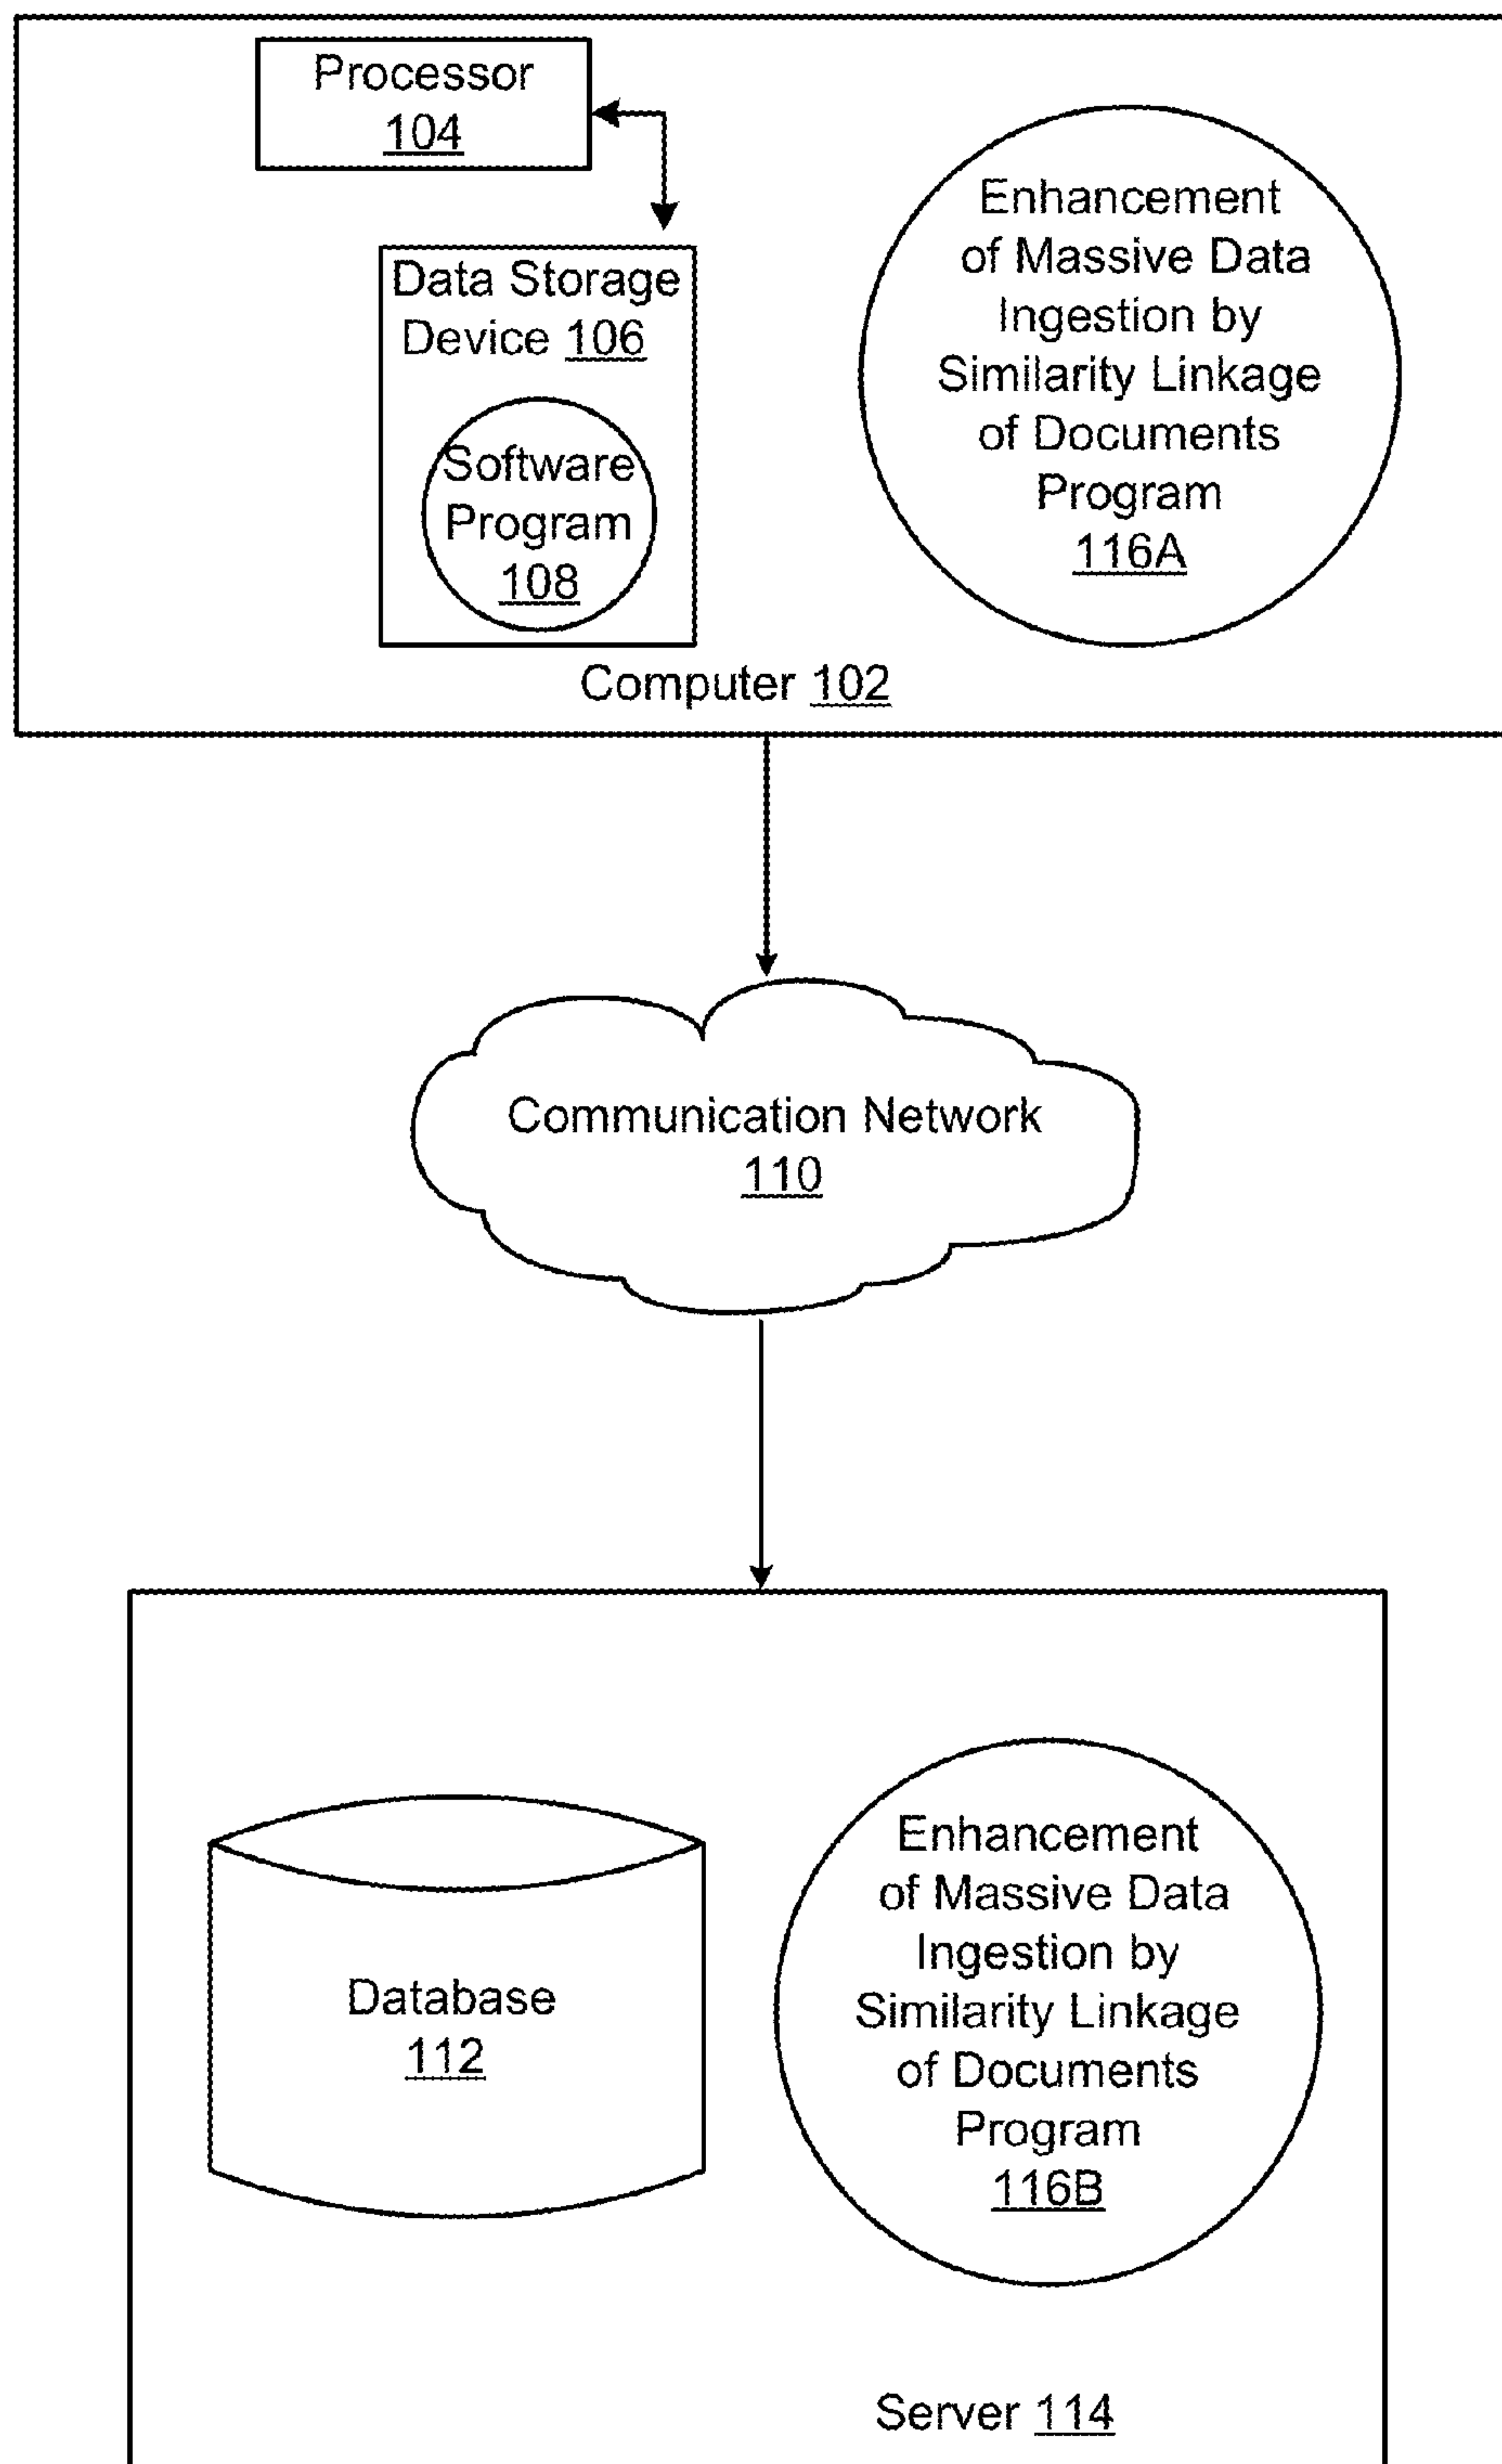 Processor
104
Data Storage
Device 106
Software
Program
108
Enhancement
of Massive Data
Ingestion by
Similarity Linkage
of Documents
Program
116A
Computer 102
Communication Network
110
Database
112
Enhancement
of Massive Data
Ingestion by
Similarity Linkage
of Documents
Program
116B
Server 114